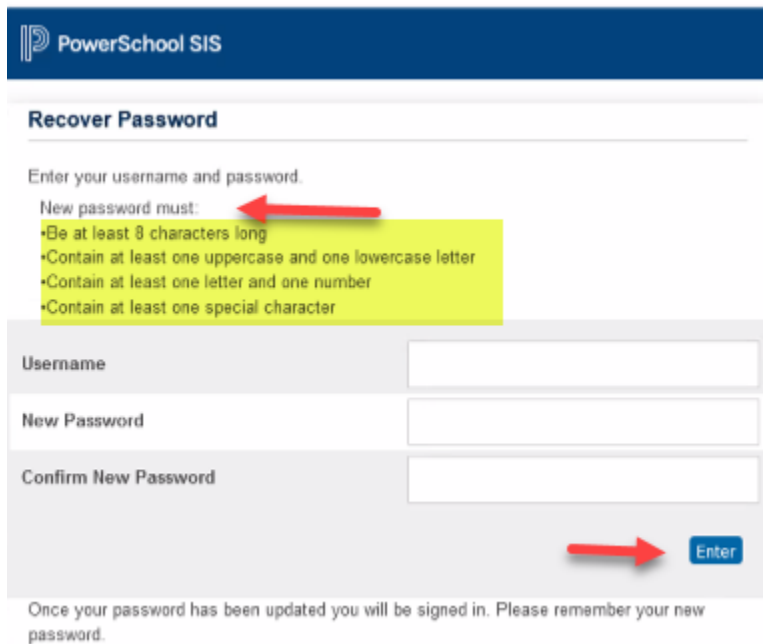 PowerSchool SIS
Recover Password
Enter your username and password.
New password must:
•Be at least 8 characters long
•Contain at least one uppercase and one lowercase letter
•Contain at least one letter and one number
•Contain at least one special character
Username
New Password
Confirm New Password
Enter
Once your password has been updated you will be signed in. Please remember your new
password.